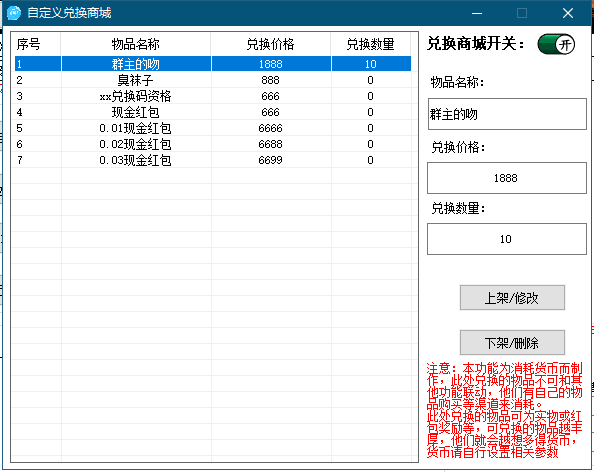 自定义兑换商城
序号 物品名称 兑换价格 兑换数量
1 群主的吻 1888 10
2 臭袜子 888 0
3 xx兑换码资格 666 0
4 现金红包 666 0
5 0.01现金红包 6666 0
6 0.02现金红包 6688 0
7 0.03现金红包 6699 0
兑换商城开关： 开
物品名称：
群主的吻
兑换价格：
1888
兑换数量：
10
上架/修改
下架/删除
注意：本功能为消耗货币而制
作，此处兑换的物品不可和其
他功能联动，他们有自己的物
品购买等渠道来消耗。
此处兑换的物品可为实物或红
包奖励等，可兑换的物品越丰
厚，他们就会越想多得货币，
货币请自行设置相关参数